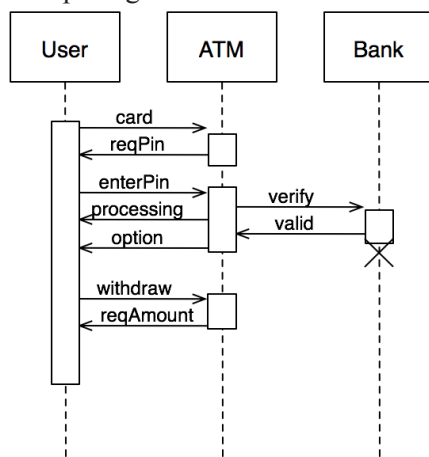 User ATM Bank
card
reqPin
enterPin
verify
processing
valid
option
withdraw
reqAmount